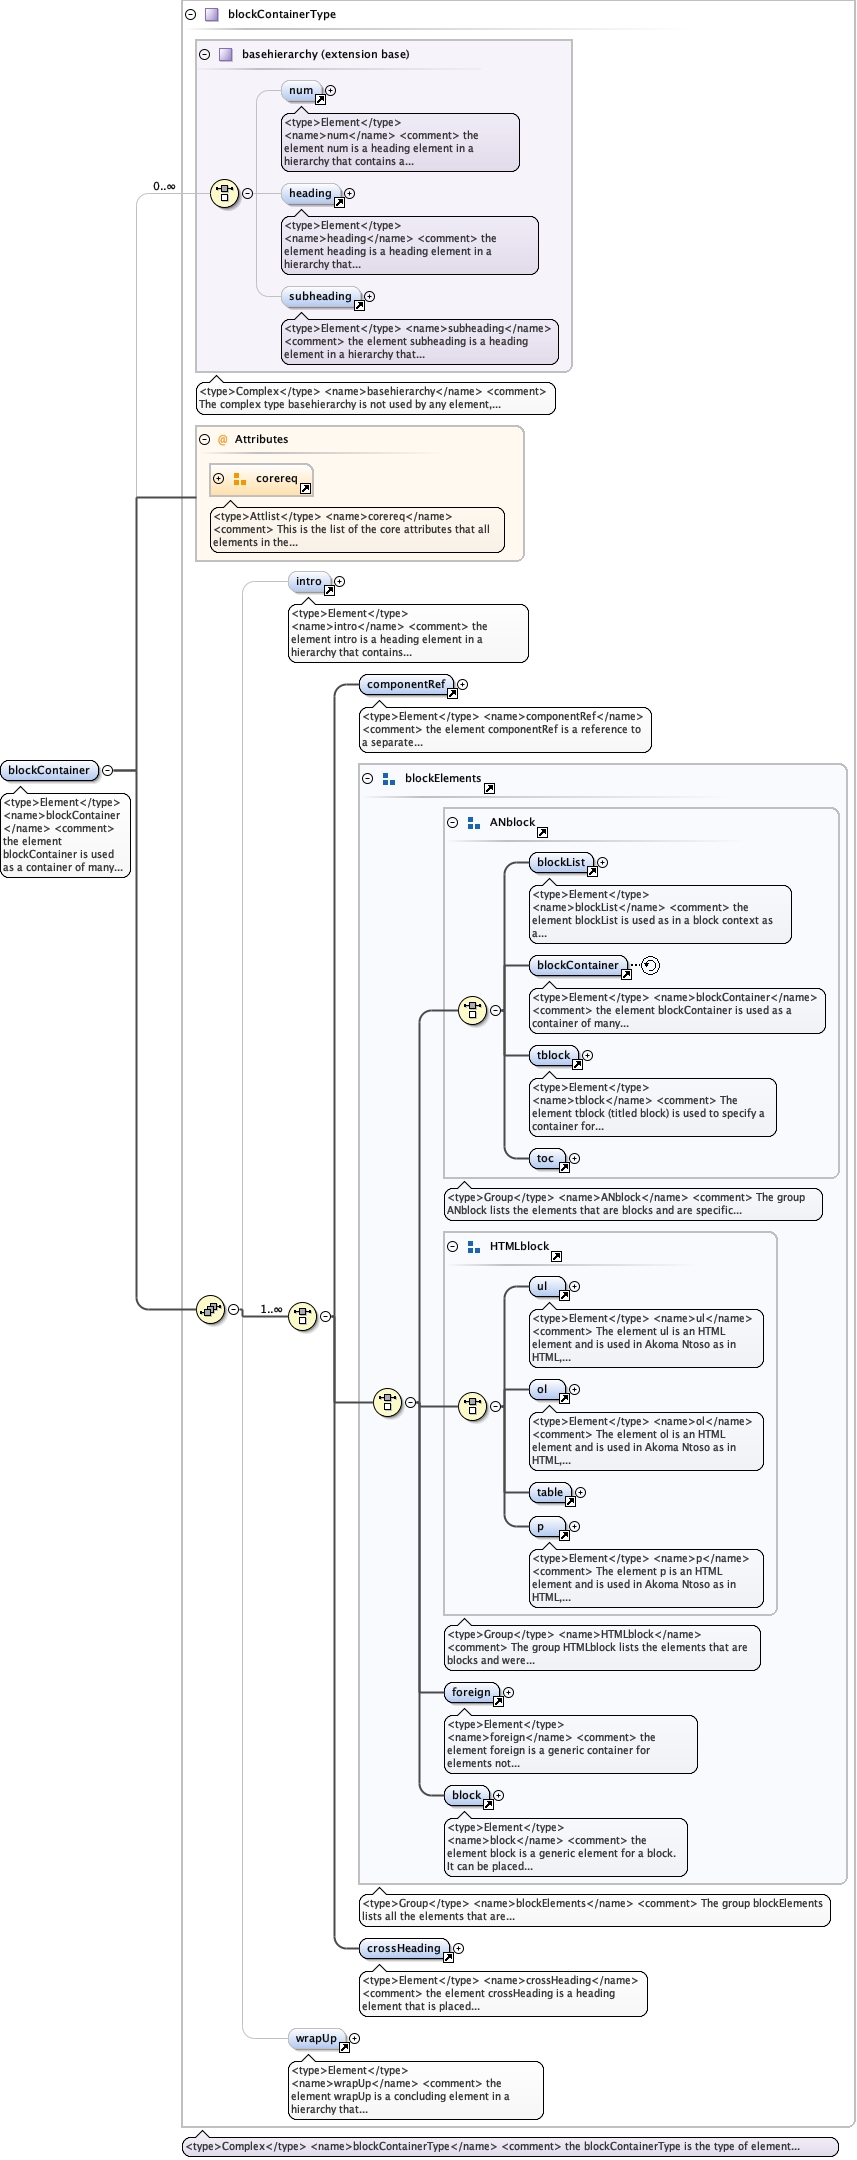 blockContainerType
basehierarchy (extension base)
num
<type>Element</type>
<name>num</name> <comment> the
element num is a heading element in a
hierarchy that contains a...
0..∞
heading
<type>Element</type>
<name>heading</name> <comment> the
element heading is a heading element in a
hierarchy that...
subheading
<type>Element</type> <name>subheading</name>
<comment> the element subheading is a heading
element in a hierarchy that...
<type>Complex</type> <name>basehierarchy</name> <comment>
The complex type basehierarchy is not used by any element,...
@ Attributes
corereq
<type>Attlist</type> <name>corereq</name>
<comment> This is the list of the core attributes that all
elements in the...
intro
<type>Element</type>
<name>intro</name> <comment> the
element intro is a heading element in a
hierarchy that contains...
componentRef
<type>Element</type> <name>componentRef</name>
<comment> the element componentRef is a reference to
a separate...
blockContainer
<type>Element</type>
<name>blockContainer
</name> <comment>
the element
blockContainer is used
as a container of many...
blockElements
ANblock
blockList
<type>Element</type>
<name>blockList</name> <comment> the
element blockList is used as in a block context as
a...
blockContainer
<type>Element</type> <name>blockContainer</name>
<comment> the element blockContainer is used as a
container of many...
tblock
<type>Element</type>
<name>tblock</name> <comment> The
element tblock (titled block) is used to specify a
container for...
toc
<type>Group</type> <name>ANblock</name> <comment> The group
ANblock lists the elements that are blocks and are specific...
HTMLblock
ul
<type>Element</type> <name>ul</name>
<comment> The element ul is an HTML
element and is used in Akoma Ntoso as in
HTML,...
1..∞
ol
<type>Element</type> <name>ol</name>
<comment> The element ol is an HTML
element and is used in Akoma Ntoso as in
HTML,...
table
p
<type>Element</type> <name>p</name>
<comment> The element p is an HTML
element and is used in Akoma Ntoso as in
HTML,...
<type>Group</type> <name>HTMLblock</name>
<comment> The group HTMLblock lists the elements that are
blocks and were...
foreign
<type>Element</type>
<name>foreign</name> <comment> the
element foreign is a generic container for
elements not...
block
<type>Element</type>
<name>block</name> <comment> the
element block is a generic element for a block.
It can be placed...
<type>Group</type> <name>blockElements</name> <comment> The group blockElements
lists all the elements that are...
crossHeading
<type>Element</type> <name>crossHeading</name>
<comment> the element crossHeading is a heading
element that is placed...
wrapUp
<type>Element</type>
<name>wrapUp</name> <comment> the
element wrapUp is a concluding element in a
hierarchy that...
<type>Complex</type> <name>blockContainerType</name> <comment> the blockContainerType is the type of element...